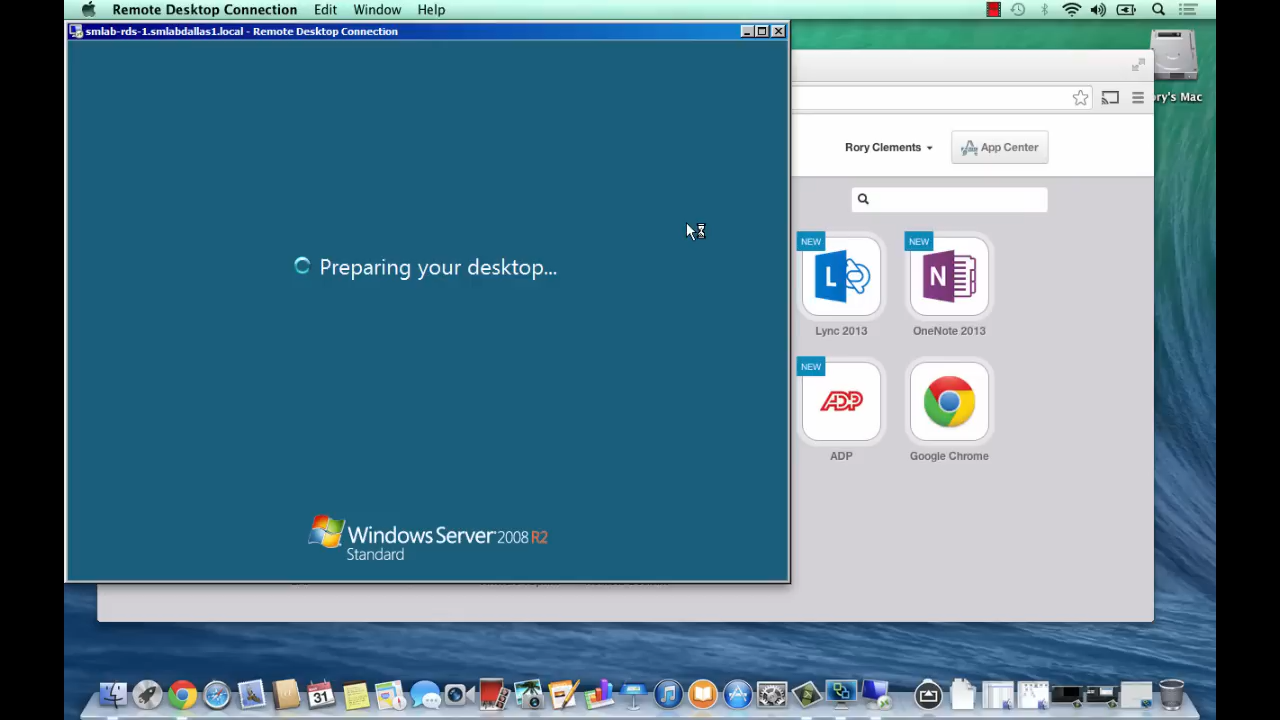 Remote Desktop Connection Edit Window Help
smlab-rds-1.smlabdallas1.local - Remote Desktop Connection
ry's Mac
Rory Clements
App Center
NEW
NEW
L
N
Preparing your desktop...
Lync 2013
OneNote 2013
NEW
ADP
ADP
Google Chrome
Windows Server 2008 R2
Standard
31